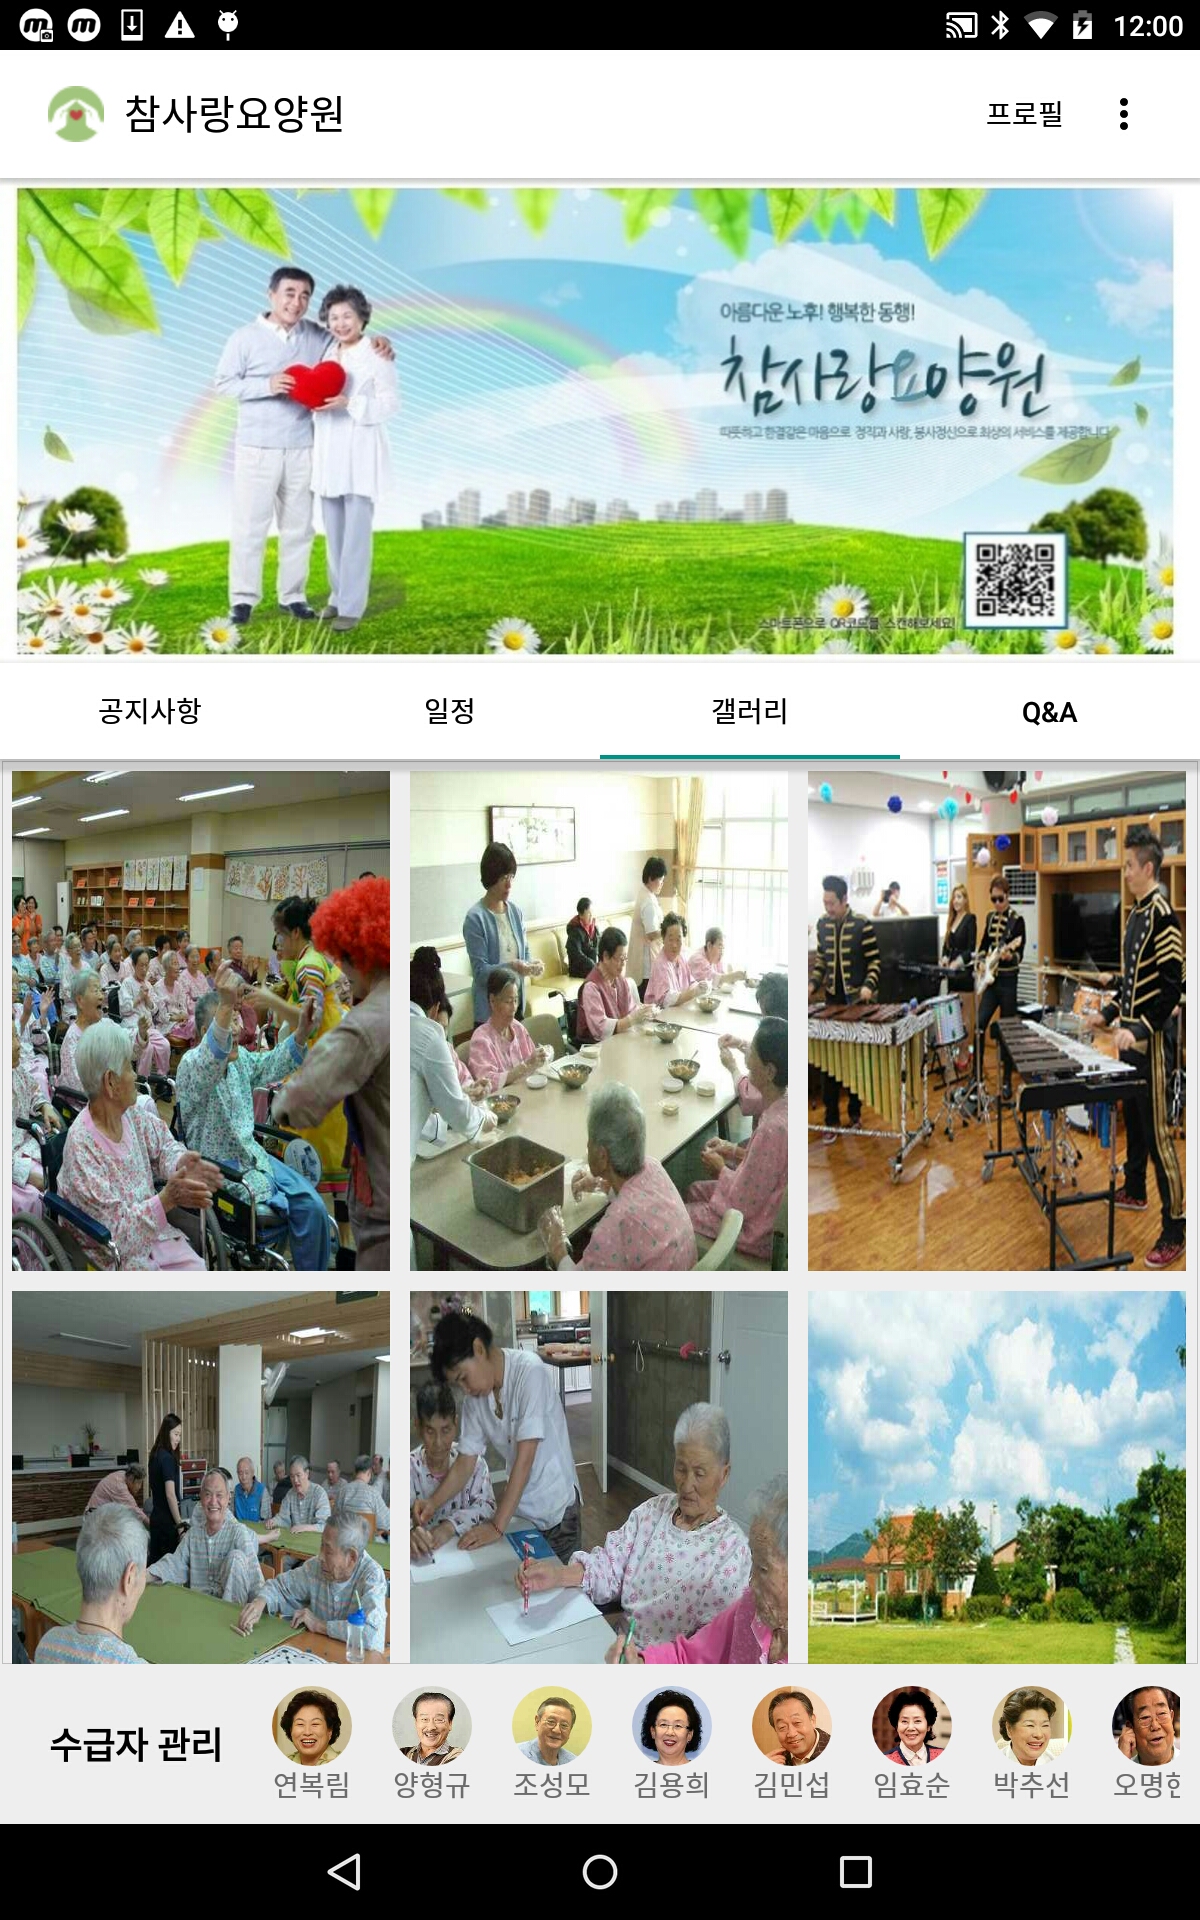 12:00
참사랑요양원
프로필
아름다운 노후! 행복한 동행!
참사랑요양원
따뜻하고 한결같은 마음으로 정직과 사랑, 봉사정신으로 최상의 서비스를 제공합니다
스마트폰으로 QR코드를 스캔해보세요!
공지사항 일정 갤러리 Q&A
수급자 관리
연복림 양형규 조성모 김용희 김민섭 임효순 박추선 오명헌